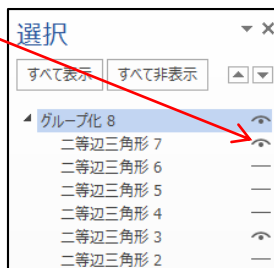 選択
すべて表示 すべて非表示
グループ化 8
二等辺三角形 7
二等辺三角形 6
二等辺三角形 5
二等辺三角形 4
二等辺三角形 3
二等辺三角形 2